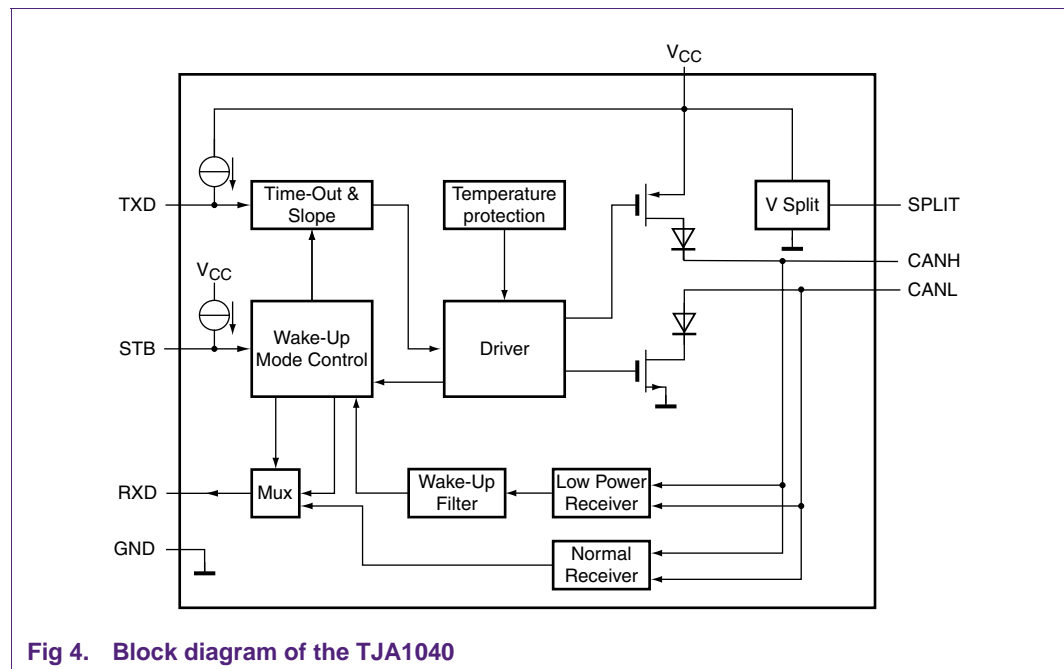 VCC
TXD
Time-Out &
Slope
Temperature
protection
V Split
SPLIT
CANH
CANL
VCC
STB
Wake-Up
Mode Control
Driver
RXD
Mux
Wake-Up
Filter
Low Power
Receiver
GND
Normal
Receiver
Fig 4. Block diagram of the TJA1040